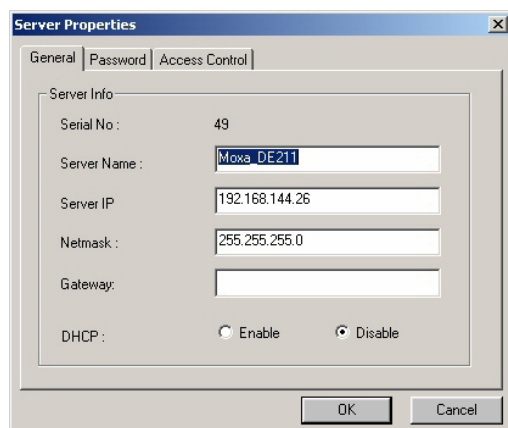 Server Properties
General Password Access Control
Server Info
Serial No : 49
Server Name : Moxa_DE211
Server IP 192.168.144.26
Netmask : 255.255.255.0
Gateway:
DHCP : Enable Disable
OK Cancel